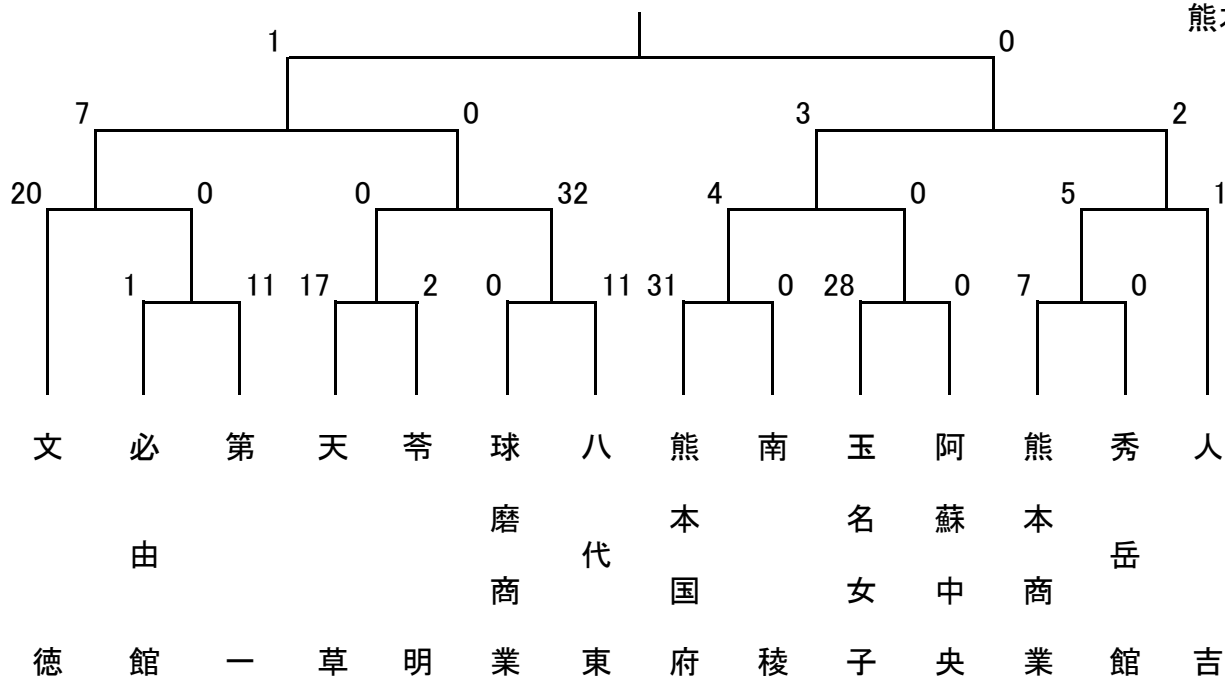 熊本
1 0
7 0 3 2
20 0 0 32 4 0 5 1
1 11 17 2 0 11 31 0 28 0 7 0
文徳
必由館
第一
天草
苓明
球磨商業
八代東
熊本国府
南稜
玉名女子
阿蘇中央
熊本商業
秀岳館
人吉